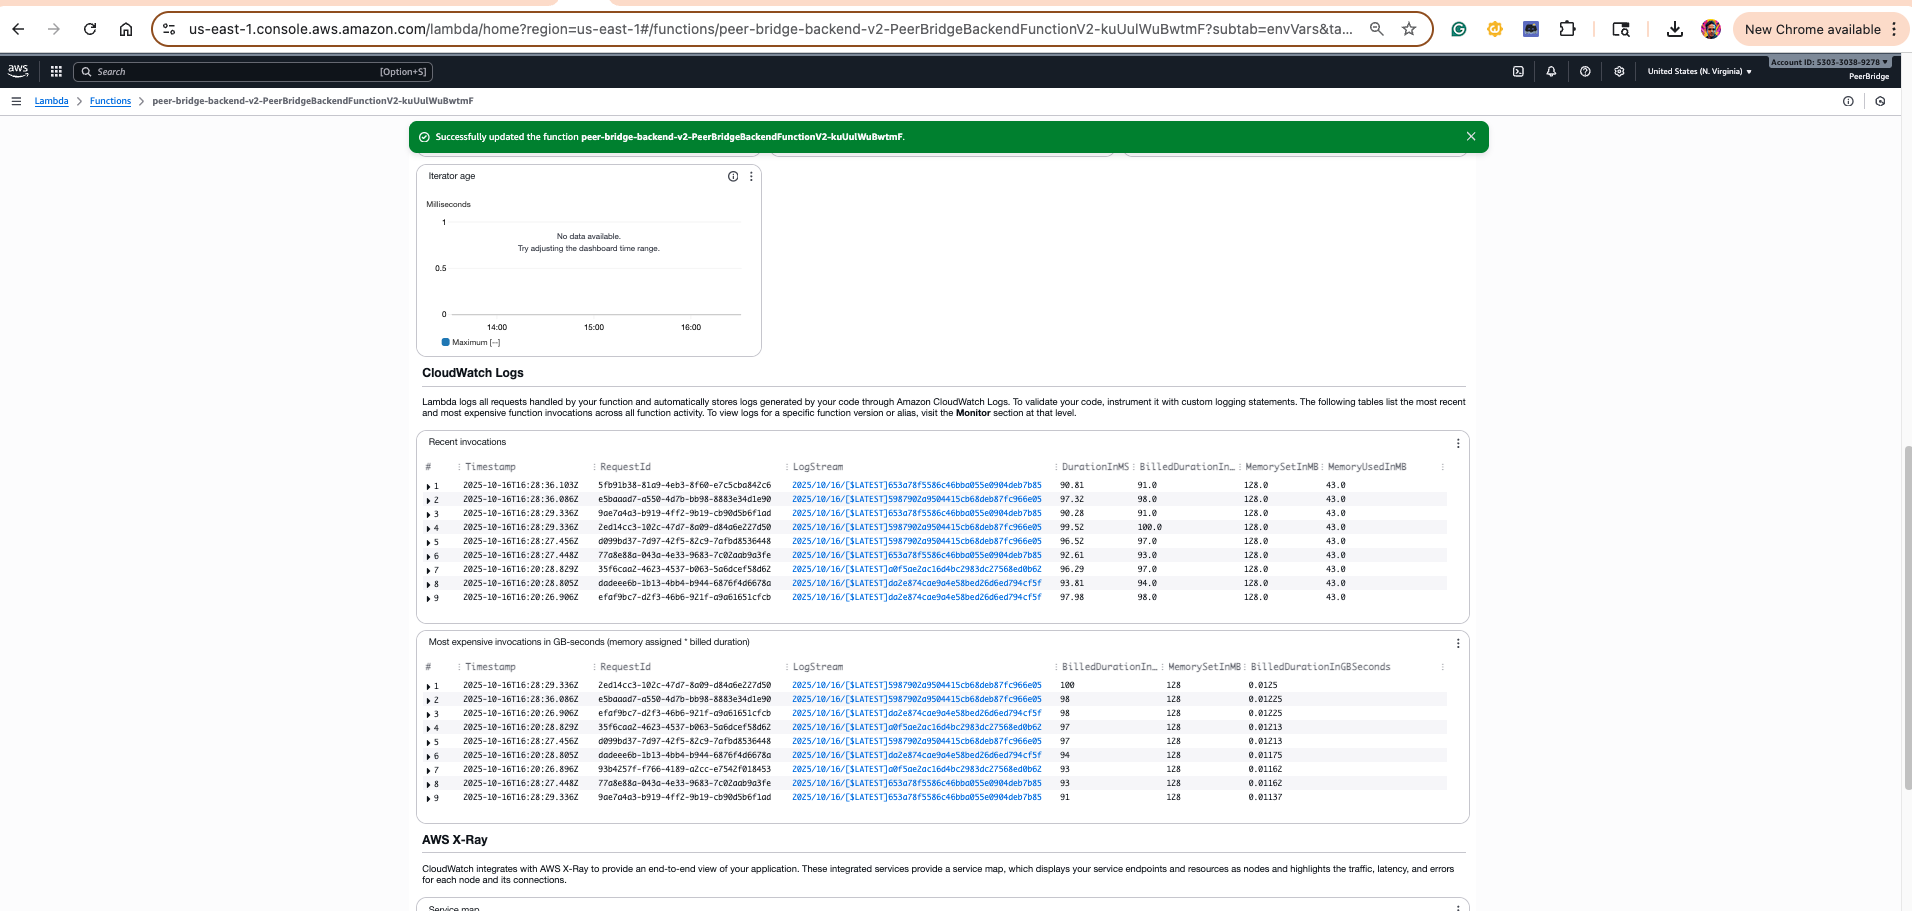 us-east-1.console.aws.amazon.com/lambda/home?region=us-east-1#/functions/peer-bridge-backend-v2-PeerBridgeBackendFunctionV2-kuUulWuBwtmF?subtab=envVars&ta...
New Chrome available
aws
Search
[Option+S]
United States (N. Virginia)
Account ID: 5303-3038-9278
PeerBridge
Lambda
Functions
peer-bridge-backend-v2-PeerBridgeBackendFunctionV2-kuUulWuBwtmF
Successfully updated the function peer-bridge-backend-v2-PeerBridgeBackendFunctionV2-kuUulWuBwtmF.
Iterator age
Milliseconds
1
No data available.
Try adjusting the dashboard time range.
0.5
0
14:00 15:00 16:00
Maximum [--]
CloudWatch Logs
Lambda logs all requests handled by your function and automatically stores logs generated by your code through Amazon CloudWatch Logs. To validate your code, instrument it with custom logging statements. The following tables list the most recent
and most expensive function invocations across all function activity. To view logs for a specific function version or alias, visit the Monitor section at that level.
Recent invocations
# Timestamp RequestId LogStream DurationInMS BilledDurationIn… MemorySetInMB MemoryUsedInMB
1 2025-10-16T16:28:36.103Z 5fb91b38-81a9-4eb3-8f60-e7c5cba842c6 2025/10/16/[$LATEST]653a78f5586c46bba055e0904deb7b85 90.81 91.0 128.0 43.0
2 2025-10-16T16:28:36.086Z e5baaad7-a550-4d7b-bb98-8883e34d1e90 2025/10/16/[$LATEST]5987902a9504415cb68deb87fc966e05 97.32 98.0 128.0 43.0
3 2025-10-16T16:28:29.336Z 9ae7a4a3-b919-4ff2-9b19-cb90d5b6f1ad 2025/10/16/[$LATEST]653a78f5586c46bba055e0904deb7b85 90.28 91.0 128.0 43.0
4 2025-10-16T16:28:29.336Z 2ed14cc3-102c-47d7-8a09-d84a6e227d50 2025/10/16/[$LATEST]5987902a9504415cb68deb87fc966e05 99.52 100.0 128.0 43.0
5 2025-10-16T16:28:27.456Z d099bd37-7d97-42f5-82c9-7afbd8536448 2025/10/16/[$LATEST]5987902a9504415cb68deb87fc966e05 96.52 97.0 128.0 43.0
6 2025-10-16T16:28:27.448Z 77a8e88a-043a-4e33-9683-7c02aab9a3fe 2025/10/16/[$LATEST]653a78f5586c46bba055e0904deb7b85 92.61 93.0 128.0 43.0
7 2025-10-16T16:20:28.829Z 35f6caa2-4623-4537-b063-5a6dcef58d62 2025/10/16/[$LATEST]a0f5ae2ac16d4bc2983dc27568ed0b62 96.29 97.0 128.0 43.0
8 2025-10-16T16:20:28.805Z dadeee6b-1b13-4bb4-b944-6876f4d6678a 2025/10/16/[$LATEST]da2e874cae9a4e58bed26d6ed794cf5f 93.81 94.0 128.0 43.0
9 2025-10-16T16:20:26.906Z efaf9bc7-d2f3-46b6-921f-a9a61651cfcb 2025/10/16/[$LATEST]da2e874cae9a4e58bed26d6ed794cf5f 97.98 98.0 128.0 43.0
Most expensive invocations in GB-seconds (memory assigned * billed duration)
# Timestamp RequestId LogStream BilledDurationIn… MemorySetInMB BilledDurationInGBSeconds
1 2025-10-16T16:28:29.336Z 2ed14cc3-102c-47d7-8a09-d84a6e227d50 2025/10/16/[$LATEST]5987902a9504415cb68deb87fc966e05 100 128 0.0125
2 2025-10-16T16:28:36.086Z e5baaad7-a550-4d7b-bb98-8883e34d1e90 2025/10/16/[$LATEST]5987902a9504415cb68deb87fc966e05 98 128 0.01225
3 2025-10-16T16:20:26.906Z efaf9bc7-d2f3-46b6-921f-a9a61651cfcb 2025/10/16/[$LATEST]da2e874cae9a4e58bed26d6ed794cf5f 98 128 0.01225
4 2025-10-16T16:20:28.829Z 35f6caa2-4623-4537-b063-5a6dcef58d62 2025/10/16/[$LATEST]a0f5ae2ac16d4bc2983dc27568ed0b62 97 128 0.01213
5 2025-10-16T16:28:27.456Z d099bd37-7d97-42f5-82c9-7afbd8536448 2025/10/16/[$LATEST]5987902a9504415cb68deb87fc966e05 97 128 0.01213
6 2025-10-16T16:20:28.805Z dadeee6b-1b13-4bb4-b944-6876f4d6678a 2025/10/16/[$LATEST]da2e874cae9a4e58bed26d6ed794cf5f 94 128 0.01175
7 2025-10-16T16:20:26.896Z 93b4257f-f766-4189-a2cc-e7542f018453 2025/10/16/[$LATEST]a0f5ae2ac16d4bc2983dc27568ed0b62 93 128 0.01162
8 2025-10-16T16:28:27.448Z 77a8e88a-043a-4e33-9683-7c02aab9a3fe 2025/10/16/[$LATEST]653a78f5586c46bba055e0904deb7b85 93 128 0.01162
9 2025-10-16T16:28:29.336Z 9ae7a4a3-b919-4ff2-9b19-cb90d5b6f1ad 2025/10/16/[$LATEST]653a78f5586c46bba055e0904deb7b85 91 128 0.01137
AWS X-Ray
CloudWatch integrates with AWS X-Ray to provide an end-to-end view of your application. These integrated services provide a service map, which displays your service endpoints and resources as nodes and highlights the traffic, latency, and errors
for each node and its connections.
Service map